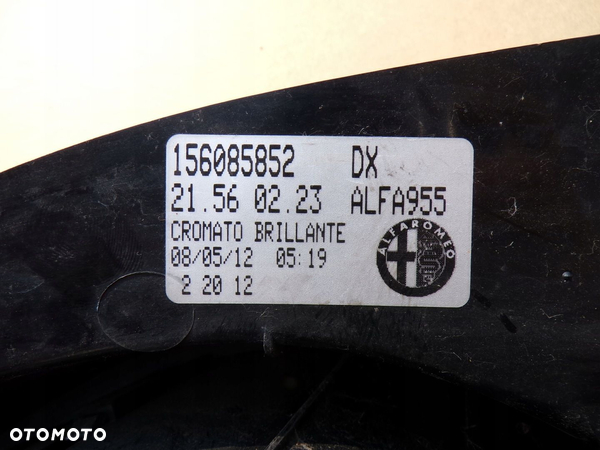 156085852 DX
21.56 02.23 ALFA955
CROMATO BRILLANTE
ALFA ROMEO
08/05/12 05:19
2 20 12
OTOMOTO